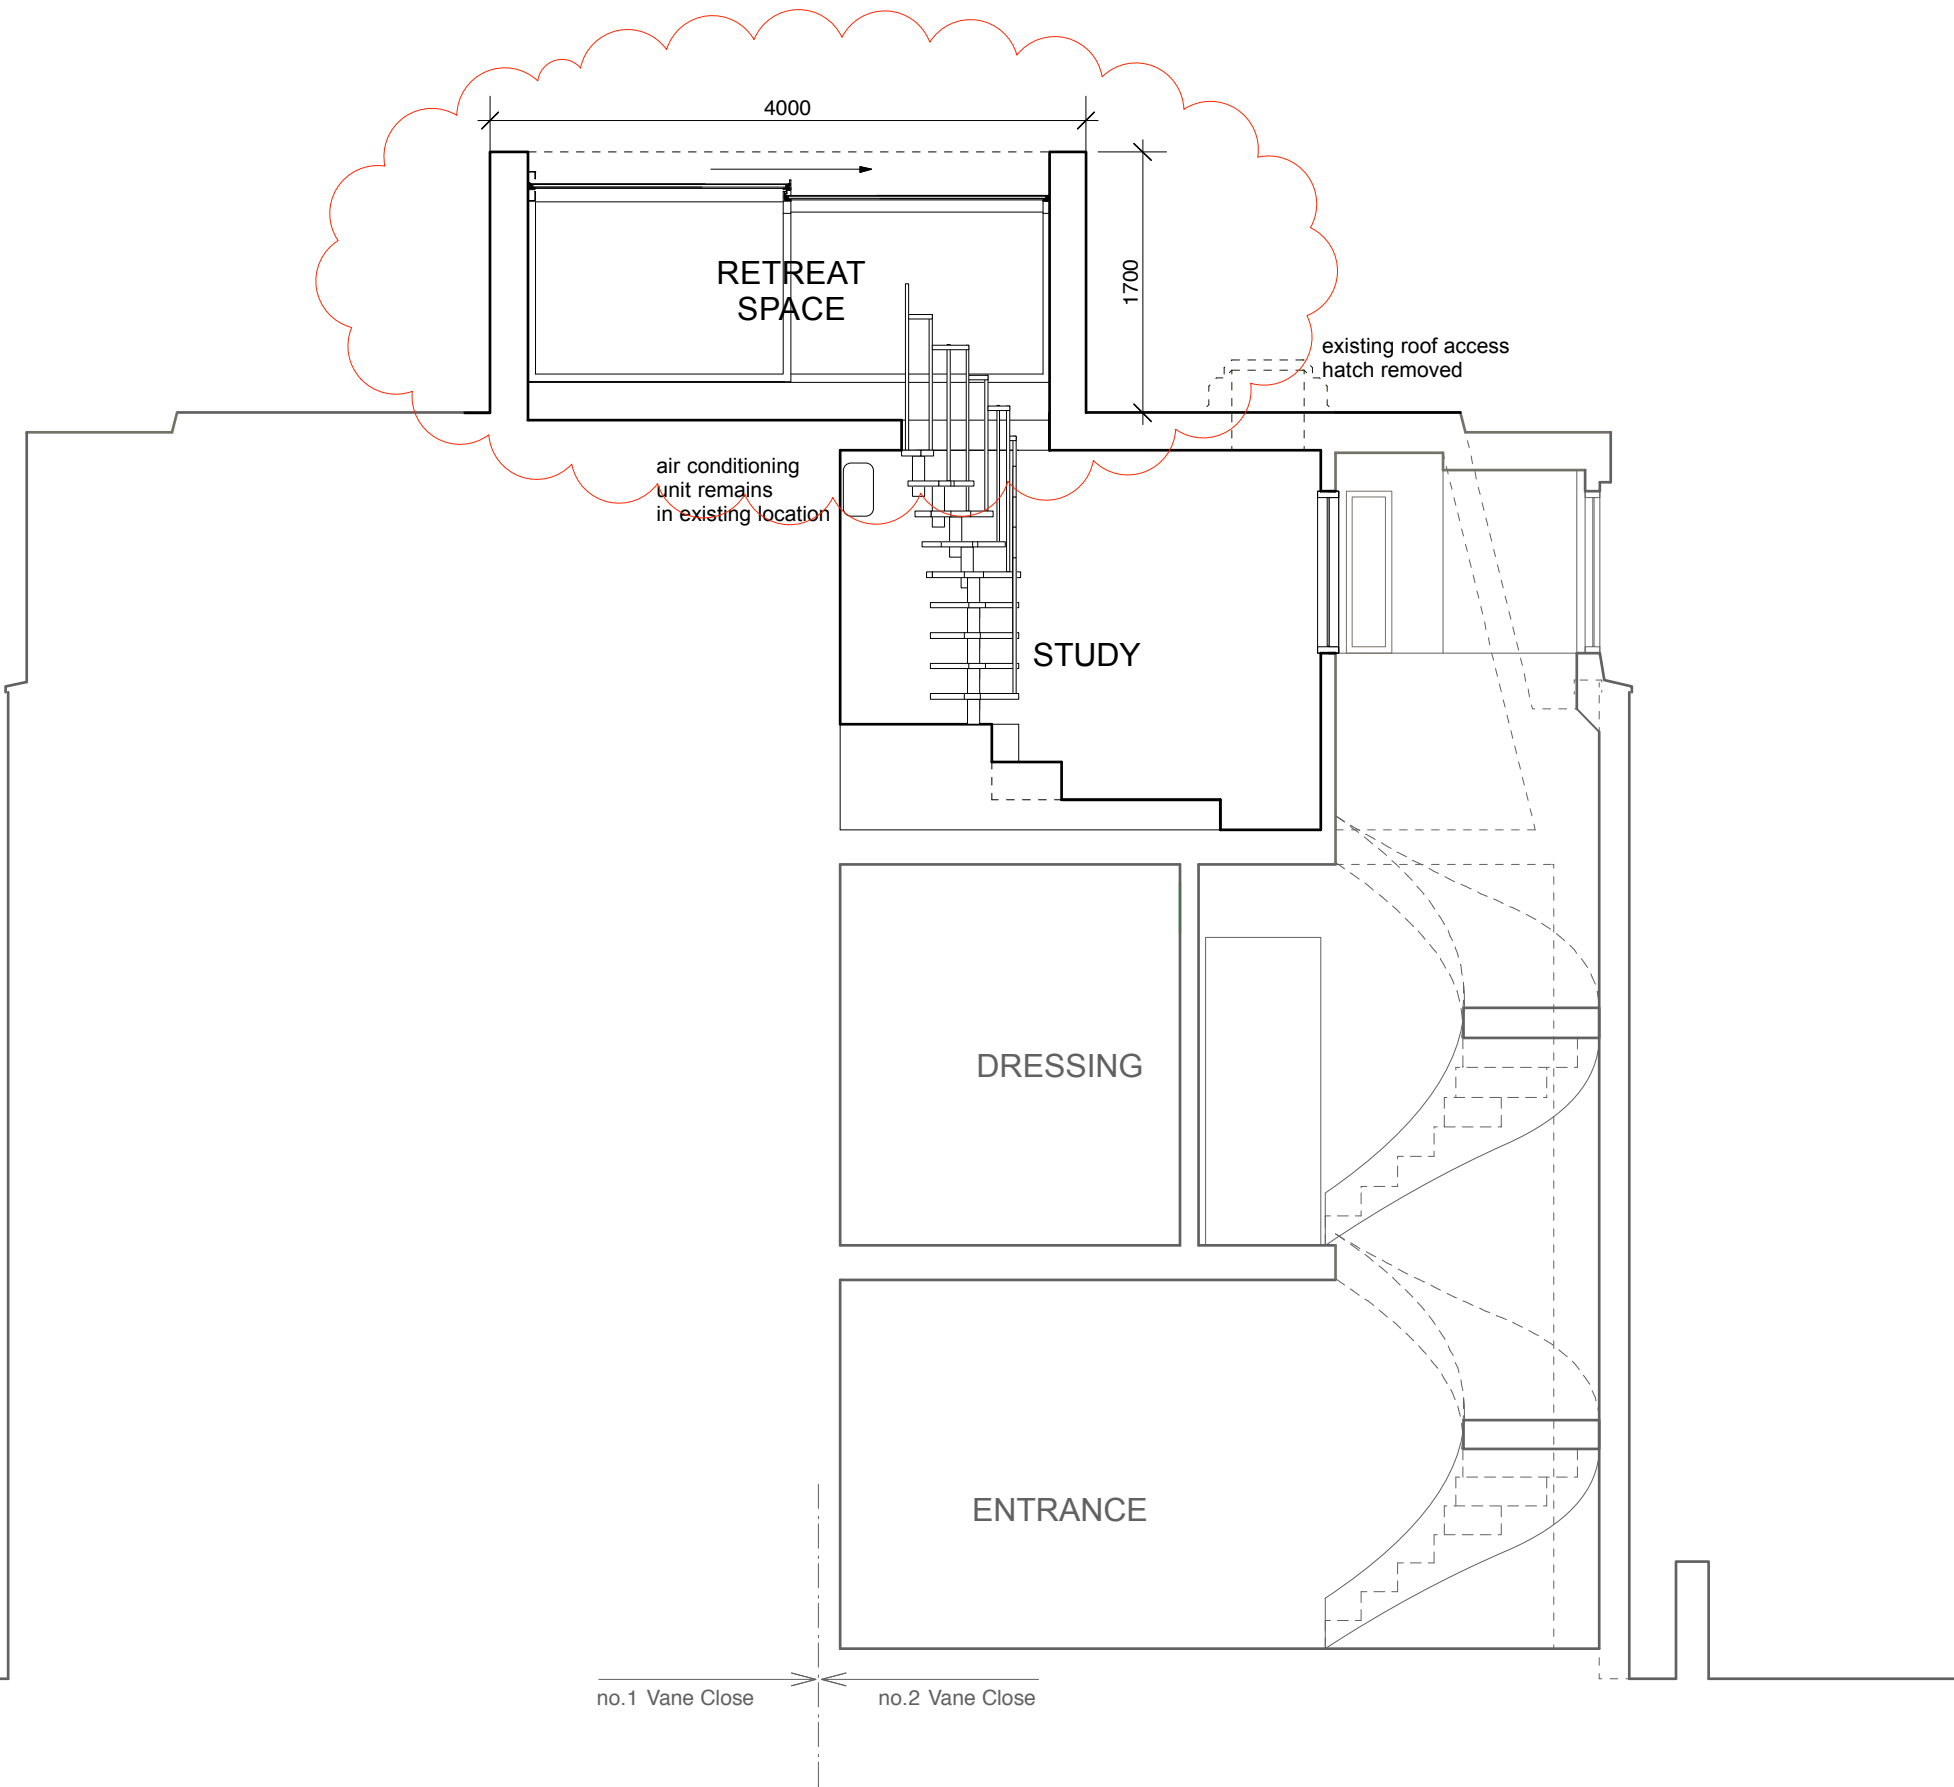 4000
RETREAT
SPACE
1700
existing roof access
hatch removed
air conditioning
unit remains
in existing location
STUDY
DRESSING
ENTRANCE
no.1 Vane Close
no.2 Vane Close